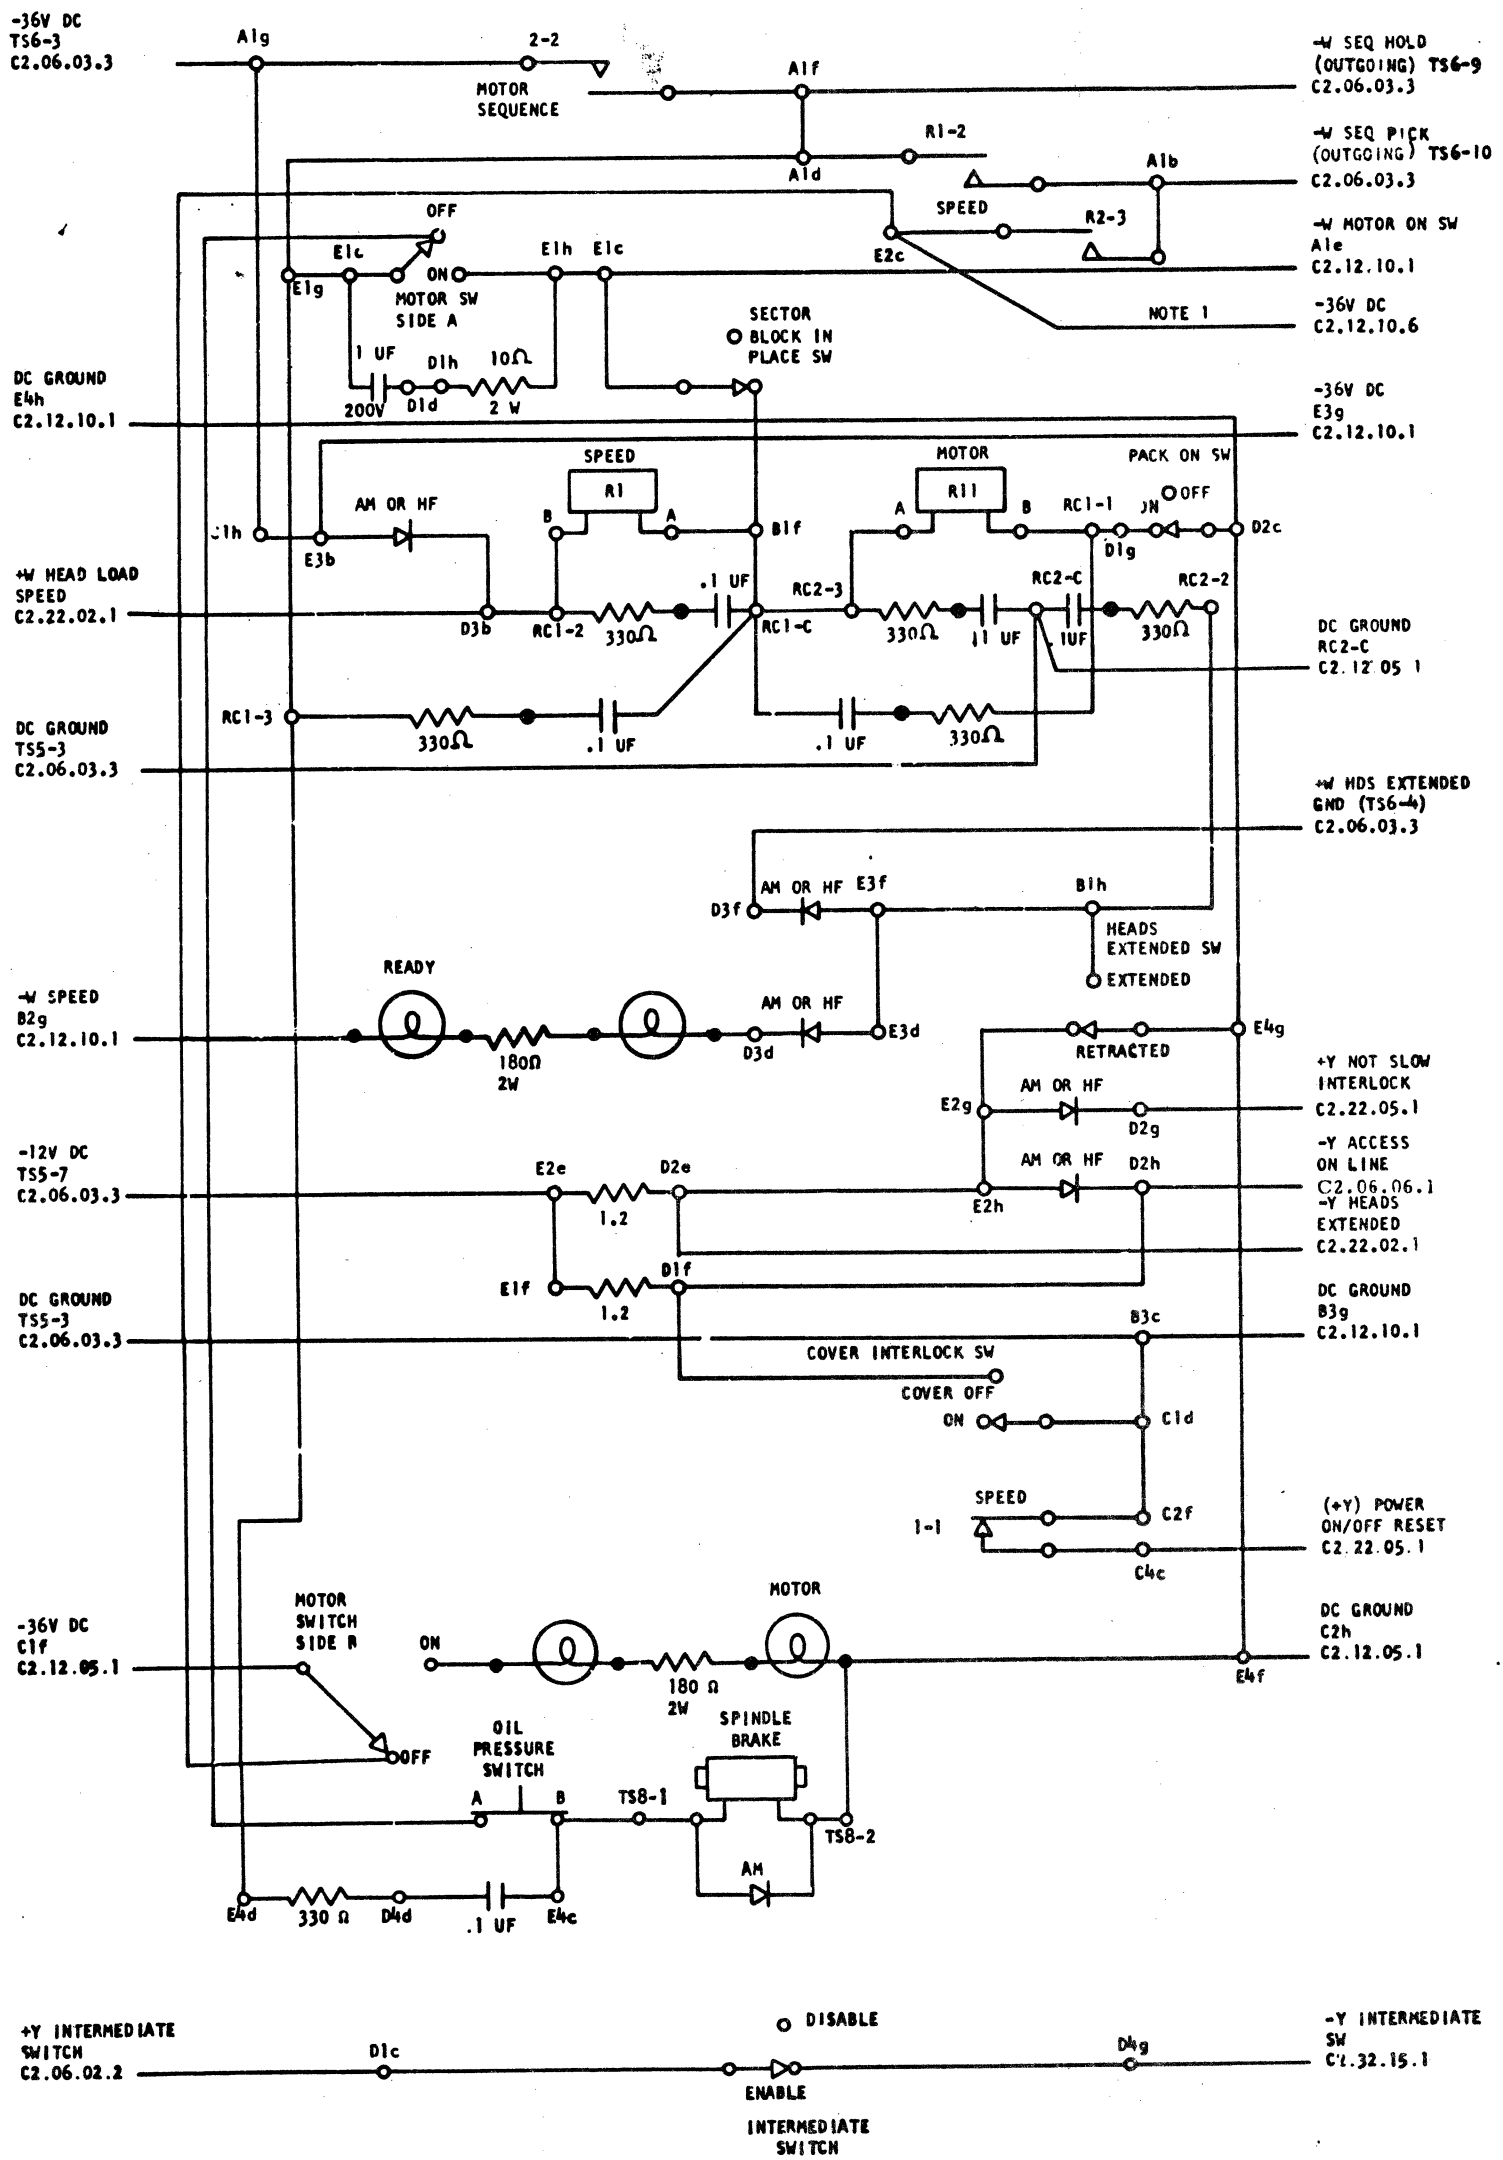 -36V DC
TS6-3
C2.06.03.3
A1g
2-2
MOTOR
SEQUENCE
A1f
-W SEQ HOLD
(OUTGOING) TS6-9
C2.06.03.3
R1-2
A1d
-W SEQ PICK
(OUTGOING) TS6-10
C2.06.03.3
A1b
SPEED
R2-3
E2c
OFF
E1c
E1g
ON
MOTOR SW
SIDE A
E1h
E1c
-W MOTOR ON SW
A1e
C2.12.10.1
NOTE 1
-36V DC
C2.12.10.6
SECTOR
BLOCK IN
PLACE SW
1 UF
200V
D1d
D1h
10Ω
2 W
DC GROUND
E4h
C2.12.10.1
-36V DC
E3g
C2.12.10.1
SPEED
R1
B
A
MOTOR
R11
A
B
PACK ON SW
OFF
RC1-1
D1g
D2c
B1f
AM OR HF
E3b
+W HEAD LOAD
SPEED
C2.22.02.1
D3b
RC1-2
330Ω
.1 UF
RC1-C
RC2-3
330Ω
RC2-C
330Ω
RC2-2
DC GROUND
RC2-C
C2.12.05 1
RC1-3
330Ω
.1 UF
.1 UF
330Ω
DC GROUND
TS5-3
C2.06.03.3
+W HDS EXTENDED
GND (TS6-4)
C2.06.03.3
D3f
AM OR HF
E3f
B1h
HEADS
EXTENDED SW
EXTENDED
READY
-W SPEED
B2g
C2.12.10.1
180Ω
2W
D3d
AM OR HF
E3d
E4g
RETRACTED
E2g
AM OR HF
D2g
+Y NOT SLOW
INTERLOCK
C2.22.05.1
-12V DC
TS5-7
C2.06.03.3
E2e
D2e
1.2
E2h
AM OR HF
D2h
-Y ACCESS
ON LINE
C2.06.06.1
-Y HEADS
EXTENDED
C2.22.02.1
E1f
1.2
D1f
DC GROUND
TS5-3
C2.06.03.3
DC GROUND
B3g
C2.12.10.1
B3c
COVER INTERLOCK SW
COVER OFF
ON
C1d
SPEED
1-1
C2f
C4c
(+Y) POWER
ON/OFF RESET
C2.22.05.1
-36V DC
C1f
C2.12.05.1
MOTOR
SWITCH
SIDE B
ON
180 Ω
2W
MOTOR
DC GROUND
C2h
C2.12.05.1
E4f
OFF
OIL
PRESSURE
SWITCH
A
B
TS8-1
SPINDLE
BRAKE
TS8-2
AM
E4d
330 Ω
D4d
.1 UF
E4c
+Y INTERMEDIATE
SWITCH
C2.06.02.2
D1c
DISABLE
ENABLE
INTERMEDIATE
SWITCH
D4g
-Y INTERMEDIATE
SW